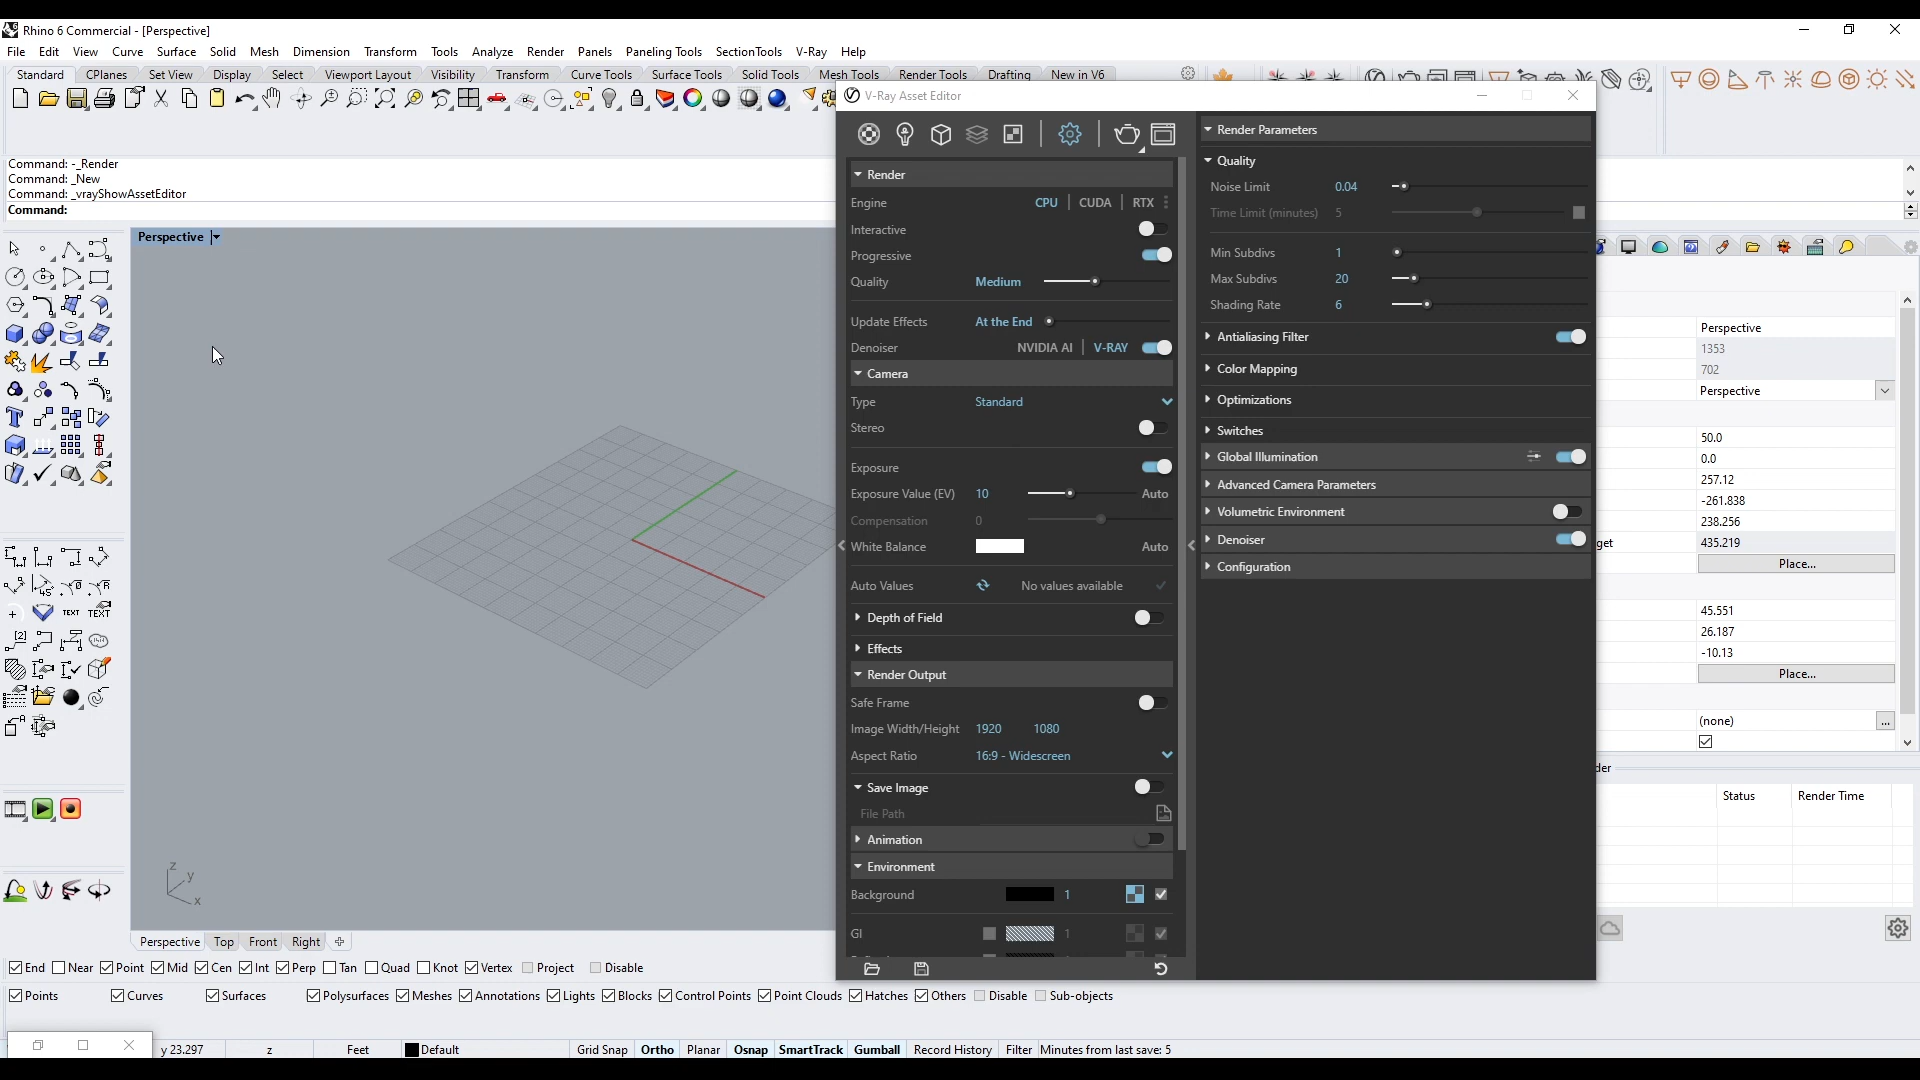 Rhino 6 Commercial - [Perspective]
File Edit View Curve Surface Solid Mesh Dimension Transform Tools Analyze Render Panels Paneling Tools SectionTools V-Ray Help
Standard CPlanes Set View Display Select Viewport Layout Visibility Transform Curve Tools Surface Tools Solid Tools Mesh Tools Render Tools Drafting New in V6
Command: -_Render
Command: _New
Command: _vrayShowAssetEditor
Command:
Perspective
V-Ray Asset Editor
Render
Engine CPU CUDA RTX
Interactive
Progressive
Quality Medium
Update Effects At the End
Denoiser NVIDIA AI V-RAY
Camera
Type Standard
Stereo
Exposure
Exposure Value (EV) 10 Auto
Compensation 0
White Balance Auto
Auto Values No values available
Depth of Field
Effects
Render Output
Safe Frame
Image Width/Height 1920 1080
Aspect Ratio 16:9 - Widescreen
Save Image
File Path
Animation
Environment
Background 1
GI 1
Render Parameters
Quality
Noise Limit 0.04
Time Limit (minutes) 5
Min Subdivs 1
Max Subdivs 20
Shading Rate 6
Antialiasing Filter
Color Mapping
Optimizations
Switches
Global Illumination
Advanced Camera Parameters
Volumetric Environment
Denoiser
Configuration
Perspective
1353
702
Perspective
50.0
0.0
257.12
-261.838
238.256
get 435.219
Place...
45.551
26.187
-10.13
Place...
(none)
...
der
Status Render Time
TEXT TEXT
z
y
x
Perspective Top Front Right
End Near Point Mid Cen Int Perp Tan Quad Knot Vertex Project Disable
Points Curves Surfaces Polysurfaces Meshes Annotations Lights Blocks Control Points Point Clouds Hatches Others Disable Sub-objects
y 23.297 z Feet Default Grid Snap Ortho Planar Osnap SmartTrack Gumball Record History Filter Minutes from last save: 5